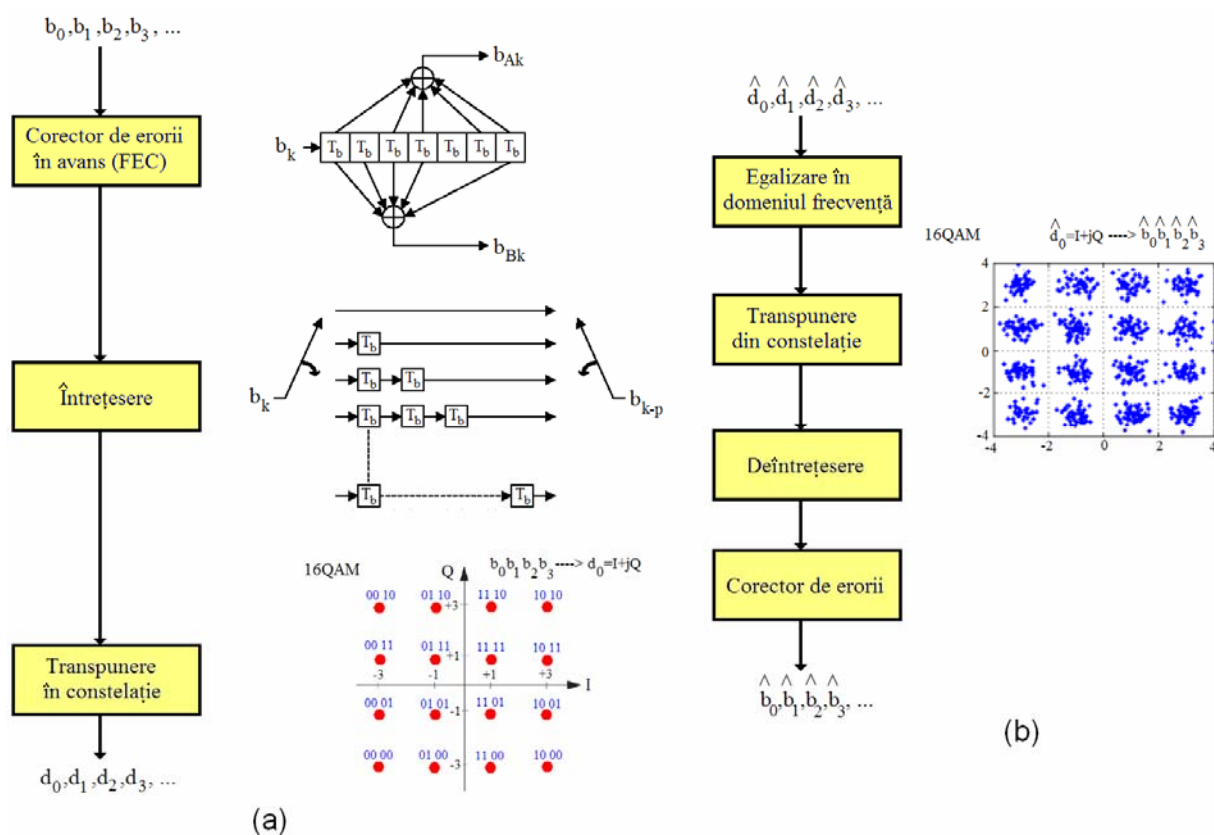 b0,b1,b2,b3, ...
Corector de erorii
în avans (FEC)
Întrețesere
Transpunere
în constelație
d0,d1,d2,d3, ...
bAk
bk
Tb Tb Tb Tb Tb Tb Tb
bBk
Tb
Tb Tb
Tb Tb Tb
bk
bk-p
Tb Tb
16QAM
Q
b0b1b2b3 ----> d0=I+jQ
00 10 01 10 11 10 10 10
+3
00 11 01 11 11 11 10 11
+1
-3 -1 +1 +3
I
00 01 01 01 11 01 10 01
-1
00 00 01 00 11 00 10 00
-3
(a)
d̂0,d̂1,d̂2,d̂3, ...
Egalizare în
domeniul frecvență
Transpunere
din constelație
Deîntrețesere
Corector de erorii
b̂0,b̂1,b̂2,b̂3, ...
16QAM
d̂0=I+jQ ----> b̂0b̂1b̂2b̂3
4
2
0
-2
-4
-4 -2 0 2 4
(b)